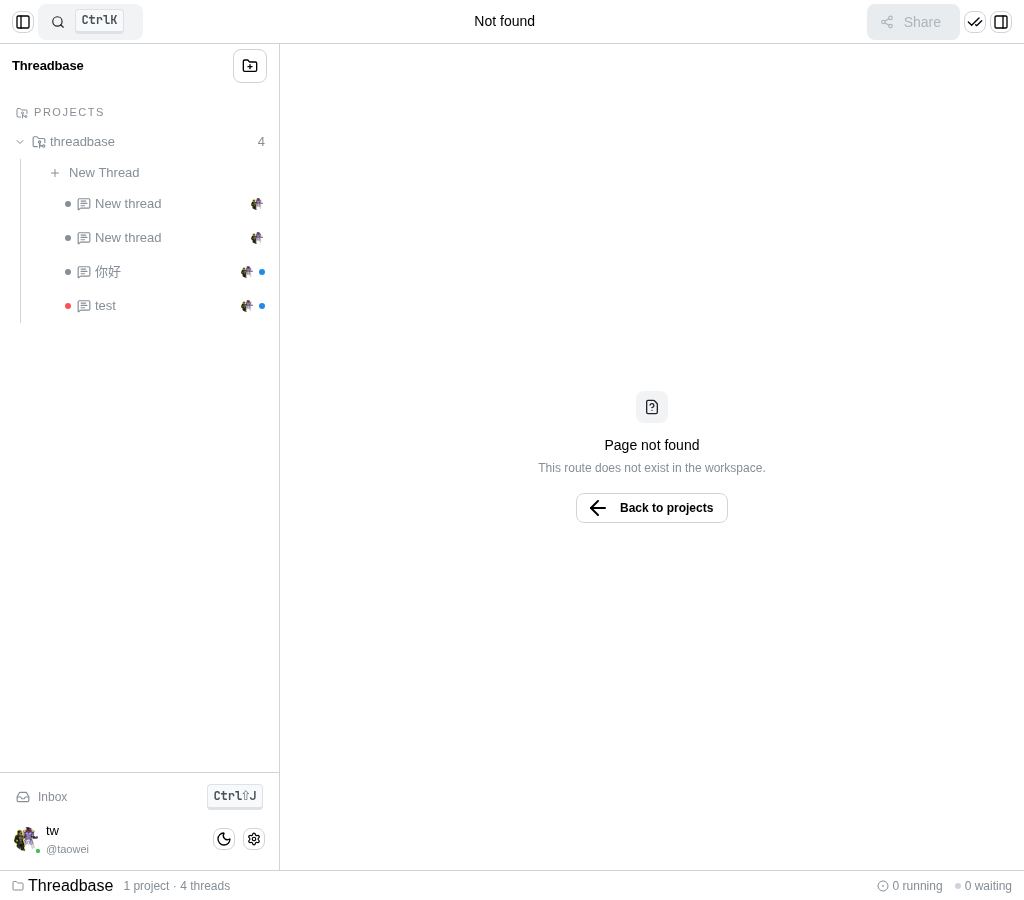 CtrlK
Not found
Share
Threadbase
PROJECTS
threadbase 4
New Thread
New thread
New thread
你好
test
Page not found
This route does not exist in the workspace.
Back to projects
Inbox
Ctrl⇧J
tw
@taowei
Threadbase 1 project · 4 threads
0 running 0 waiting